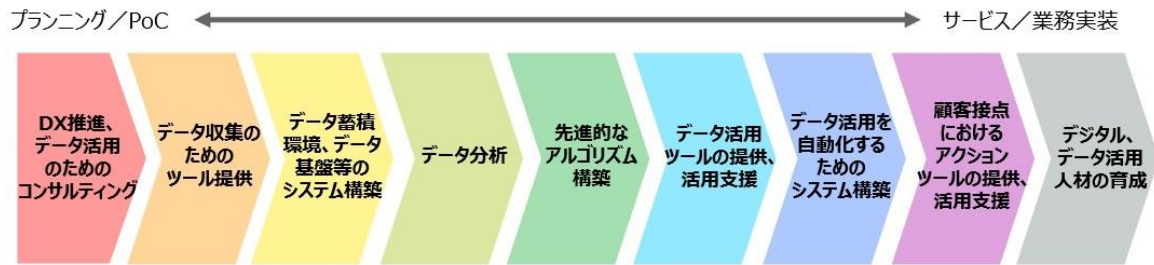 プランニング／PoC
サービス／業務実装
DX推進、
データ活用
のための
コンサルティング
データ収集の
ための
ツール提供
データ蓄積
環境、データ
基盤等の
システム構築
データ分析
先進的な
アルゴリズム
構築
データ活用
ツールの提供、
活用支援
データ活用を
自動化する
ための
システム構築
顧客接点
における
アクション
ツールの提供、
活用支援
デジタル、
データ活用
人材の育成